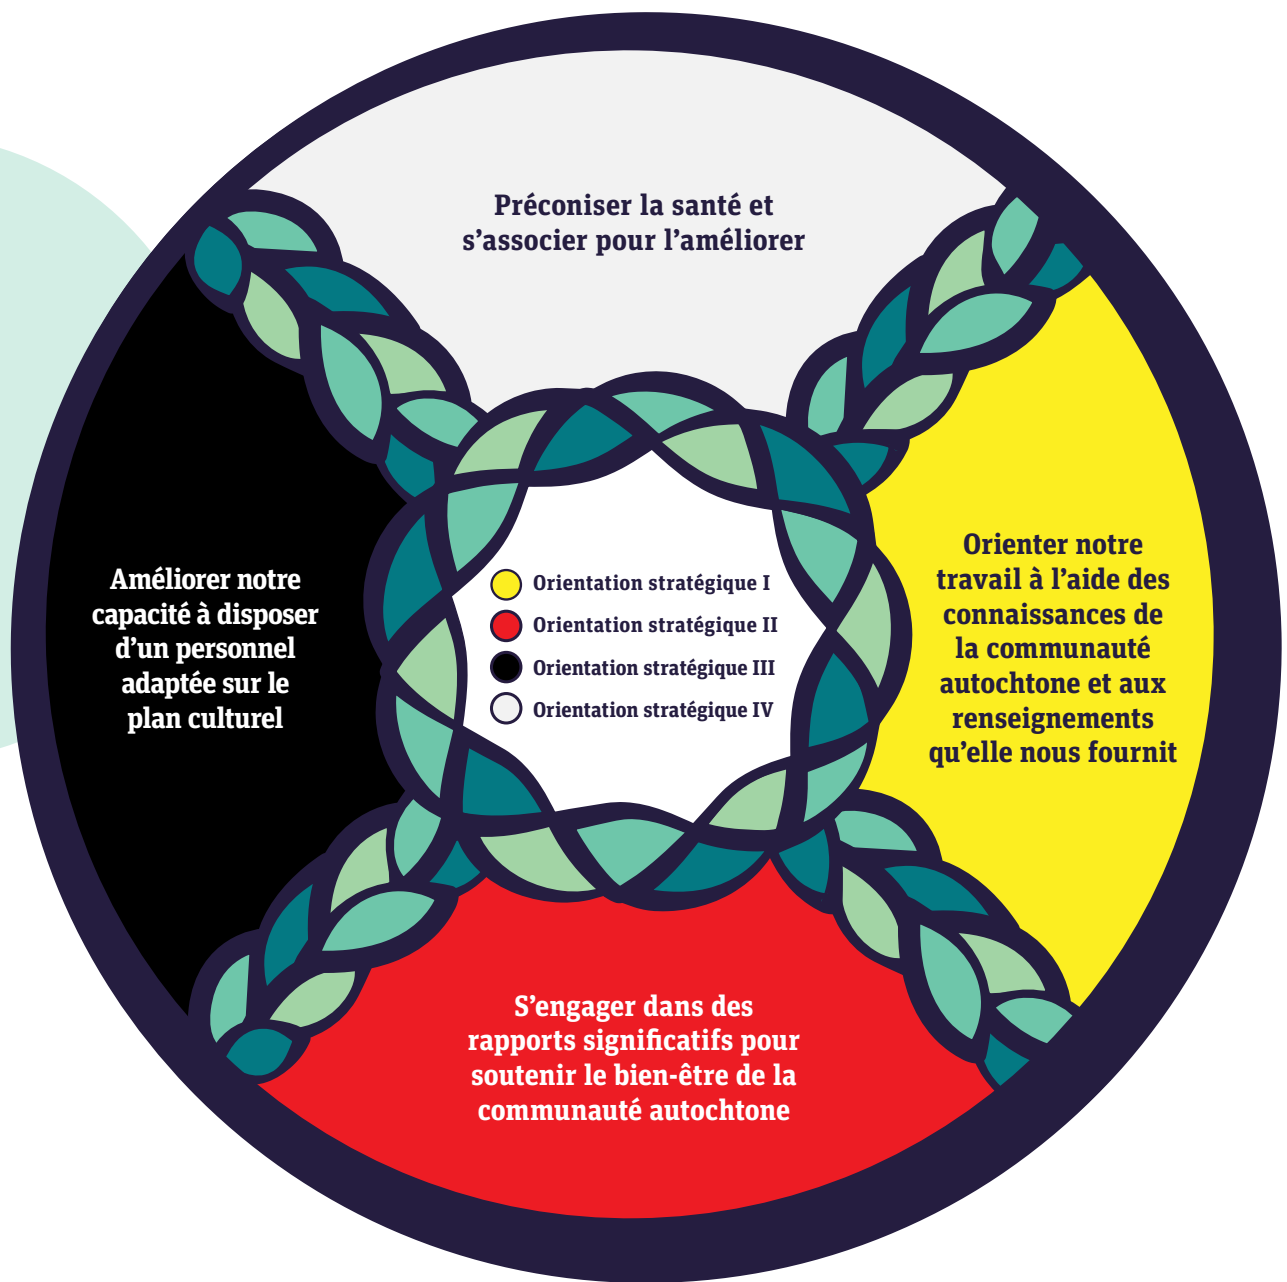 Préconiser la santé et
s’associer pour l’améliorer
Orienter notre
travail à l’aide des
connaissances de
la communauté
autochtone et aux
renseignements
qu’elle nous fournit
S’engager dans des
rapports significatifs pour
soutenir le bien-être de la
communauté autochtone
Améliorer notre
capacité à disposer
d’un personnel
adaptée sur le
plan culturel
Orientation stratégique I
Orientation stratégique II
Orientation stratégique III
Orientation stratégique IV